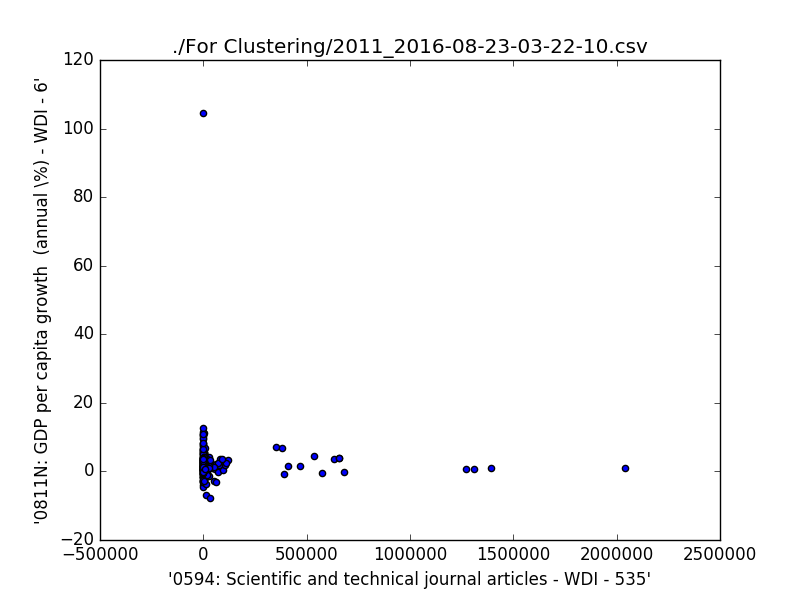 ./For Clustering/2011_2016-08-23-03-22-10.csv
120
100
80
60
40
20
0
−20
'0811N: GDP per capita growth  (annual \%) - WDI - 6'
−500000 0 500000 1000000 1500000 2000000 2500000
'0594: Scientific and technical journal articles - WDI - 535'